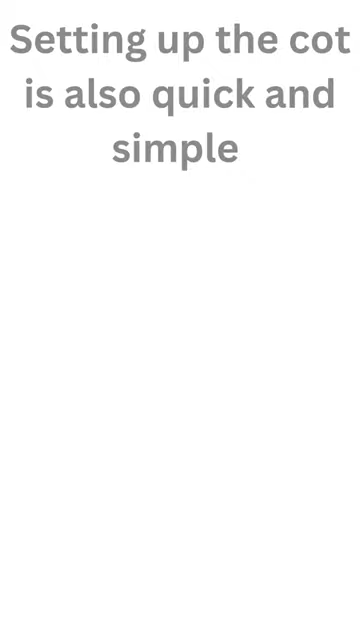 Setting up the cot
is also quick and
simple